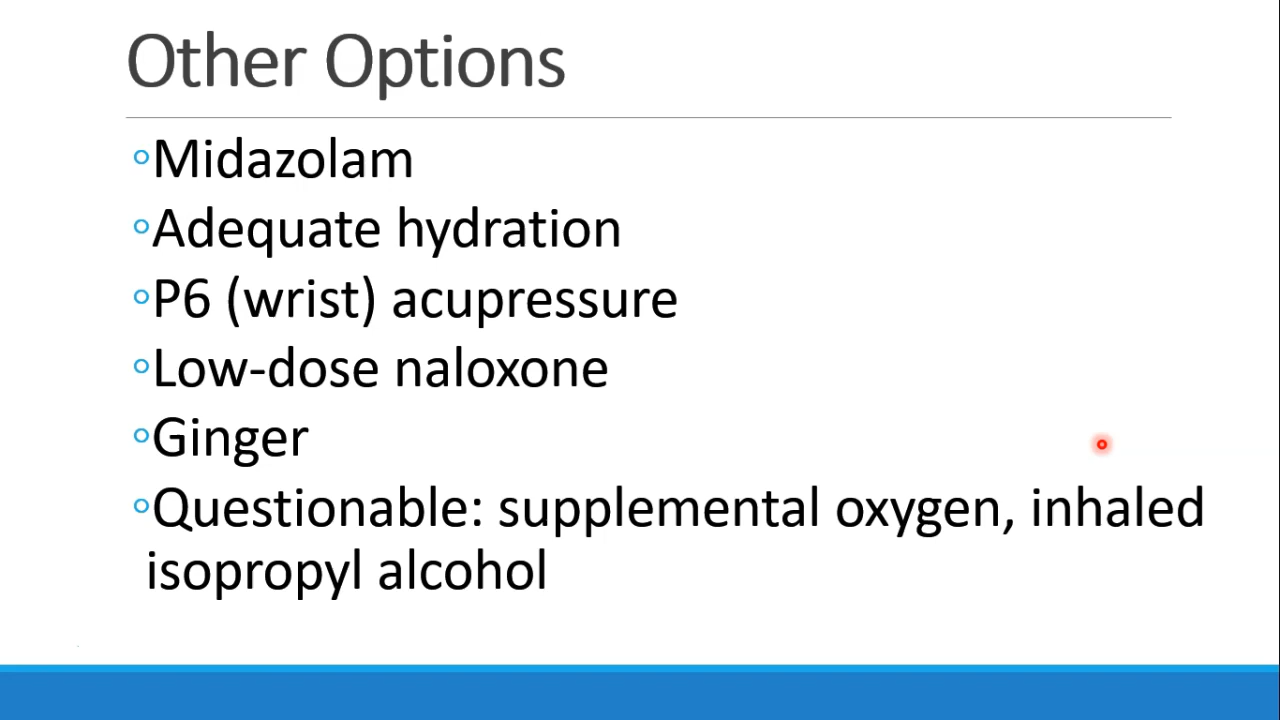 Other Options
◦Midazolam
◦Adequate hydration
◦P6 (wrist) acupressure
◦Low-dose naloxone
◦Ginger
◦Questionable: supplemental oxygen, inhaled
isopropyl alcohol